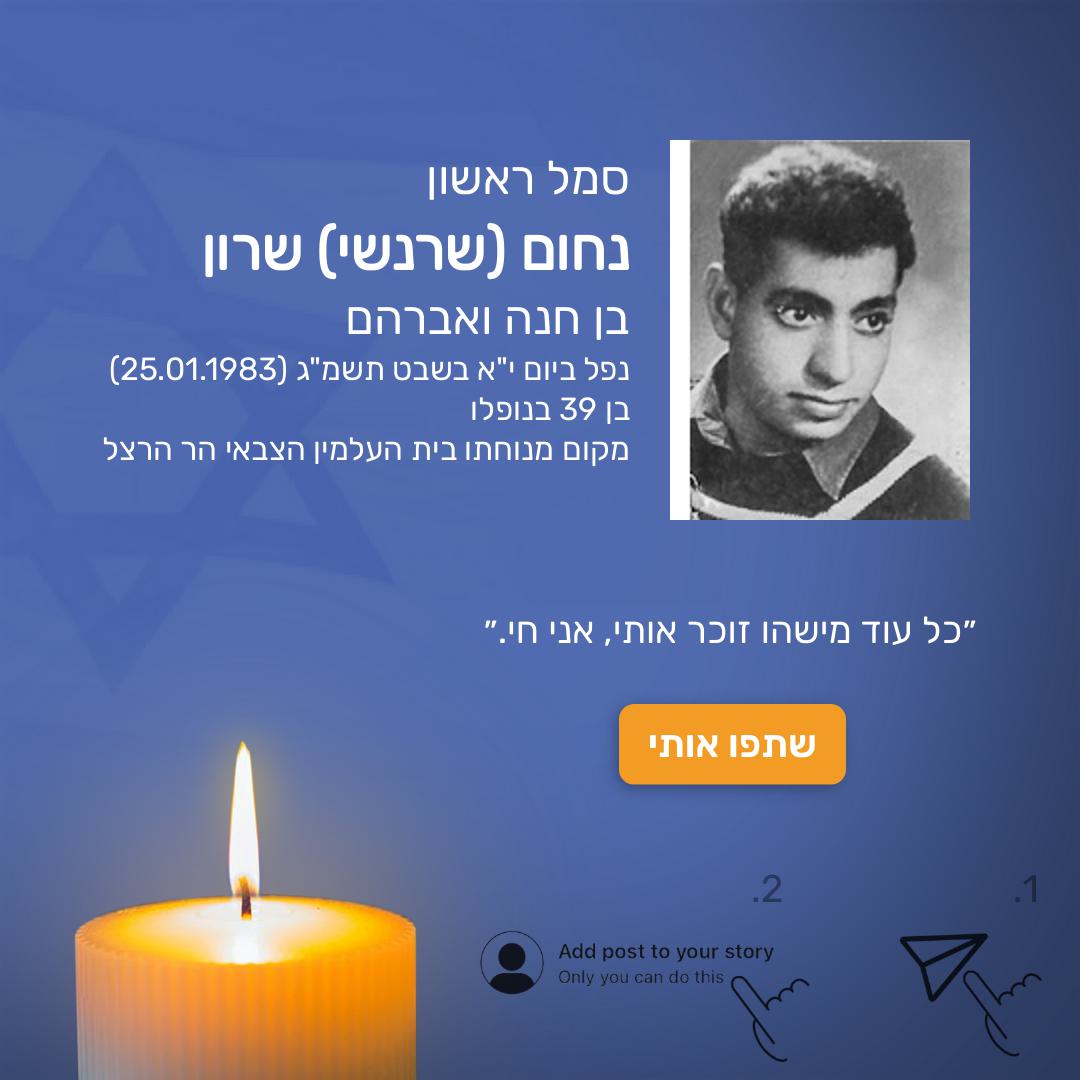 סמל ראשון
נחום (שרנשי) שרון
בן חנה ואברהם
נפל ביום י"א בשבט תשמ"ג (25.01.1983)
בן 39 בנופלו
מקום מנוחתו בית העלמין הצבאי הר הרצל
״כל עוד מישהו זוכר אותי, אני חי.״
שתפו אותי
.1
.2
Add post to your story
Only you can do this